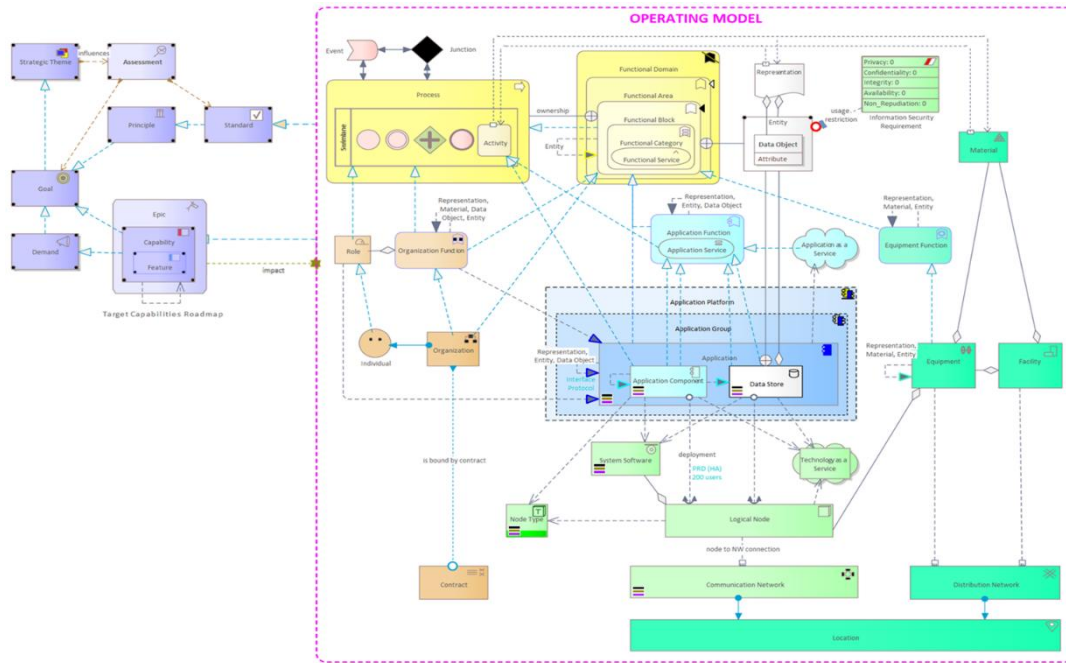 OPERATING MODEL
Strategic Theme
influences
Assessment
Principle
Standard
Goal
Demand
Epic
Capability
Feature
Target Capabilities Roadmap
impact
Event
Junction
Process
Swimlane
Activity
ownership
Entity
Functional Domain
Functional Area
Functional Block
Functional Category
Functional Service
Representation
Entity
Data Object
Attribute
usage
restriction
Privacy: 0
Confidentiality: 0
Integrity: 0
Availability: 0
Non_Repudiation: 0
Information Security
Requirement
Material
Role
Representation,
Material, Data
Object, Entity
Organization Function
Representation,
Entity, Data Object
Application Function
Application Service
Application as a
Service
Representation,
Material, Entity
Equipment Function
Individual
Organization
Application Platform
Application Group
Application
Representation,
Entity, Data Object
Interface
Protocol
Application Component
Data Store
Representation,
Material, Entity
Equipment
Facility
is bound by contract
System Software
deployment
PRD (HA)
200 users
Technology as a
Service
Node Type
Logical Node
node to NW connection
Contract
Communication Network
Distribution Network
Location